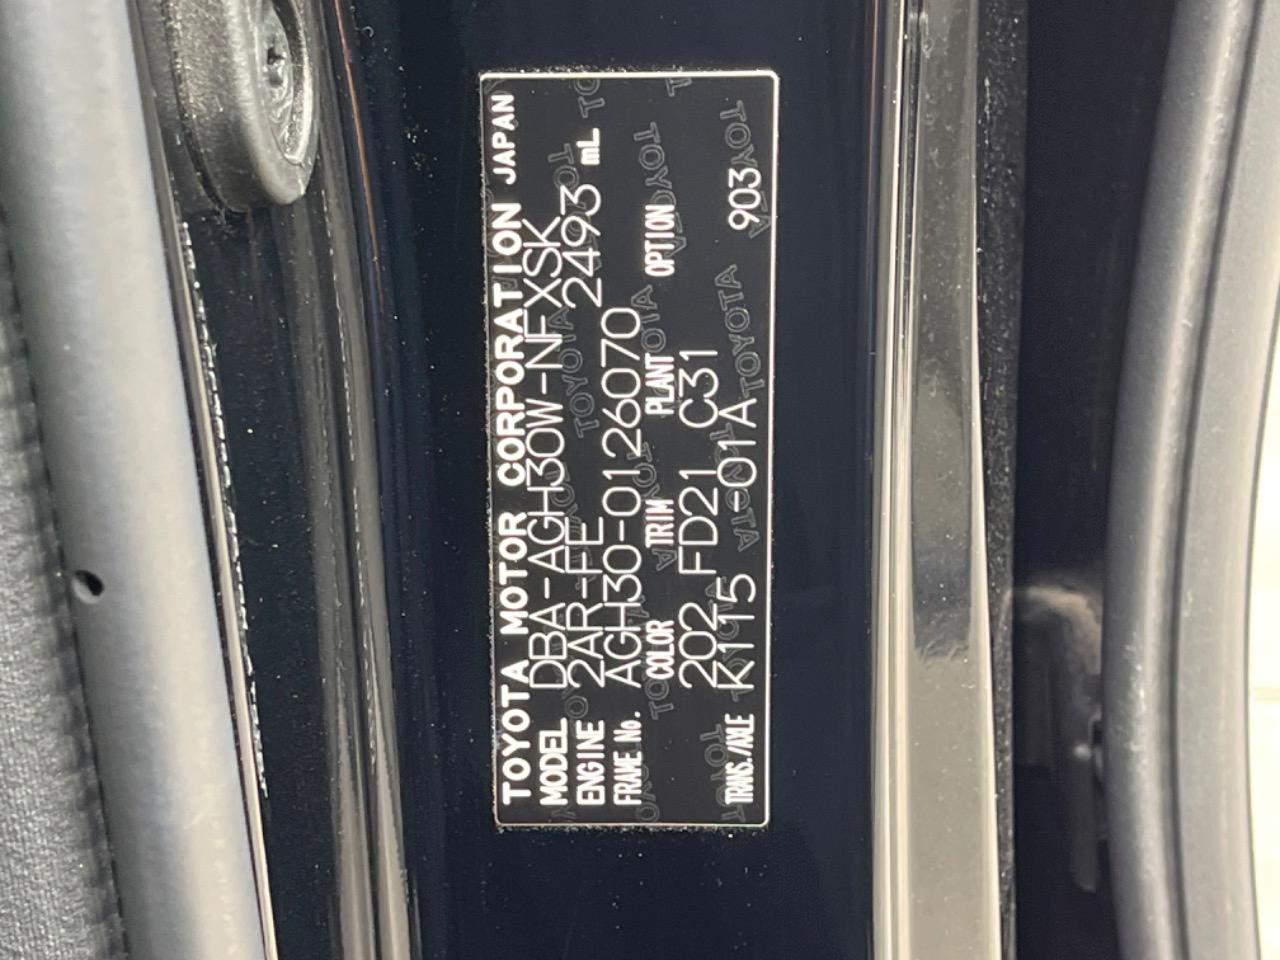 TOYOTA MOTOR CORPORATION JAPAN
MODEL DBA-AGH30W-NFXSK
ENGINE 2AR-FE 2493 mL
FRAME No. AGH30-0126070
COLOR TRIM PLANT OPTION
202 FD21 C31
TRANS./AXLE K115 -01A 903